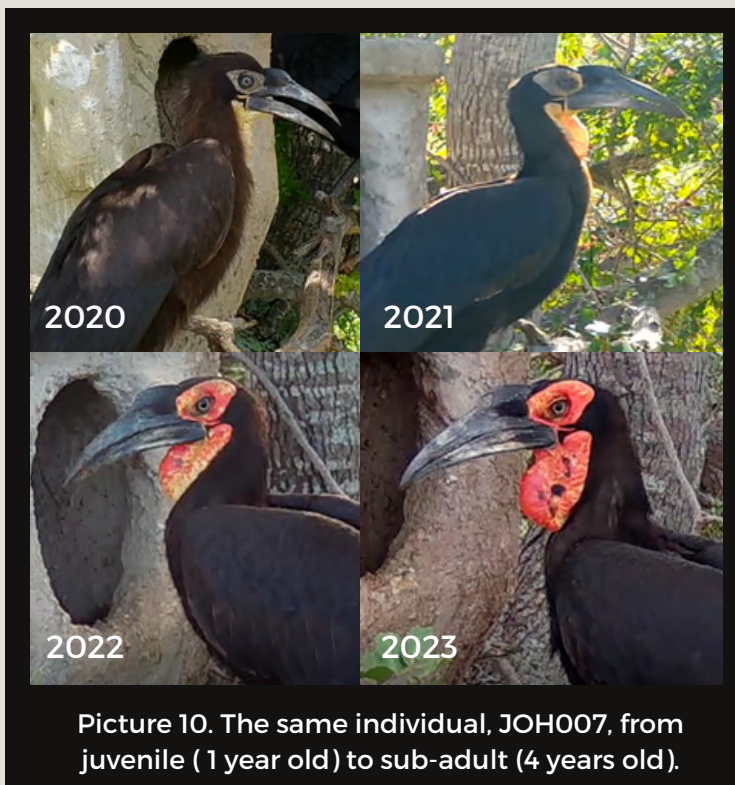 2020
2021
2022
2023
Picture 10. The same individual, JOH007, from
juvenile ( 1 year old) to sub-adult (4 years old).